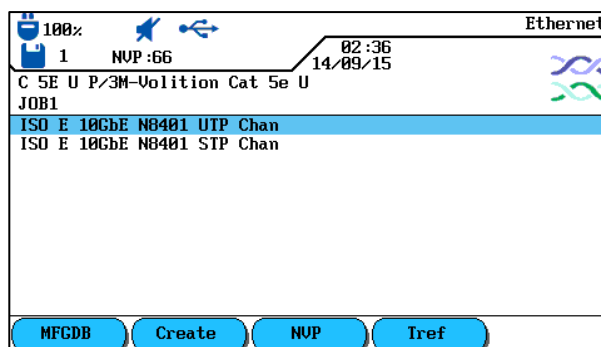 100% Ethernet
1 NVP:66 02:36
14/09/15
C 5E U P/3M-Volition Cat 5e U
JOB1
ISO E 10GbE N8401 UTP Chan
ISO E 10GbE N8401 STP Chan
MFGDB Create NVP Tref